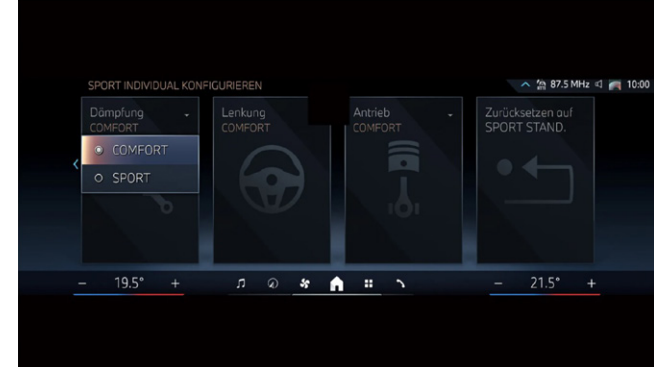 SPORT INDIVIDUAL KONFIGURIEREN
87.5 MHz 10:00
Dämpfung
COMFORT
COMFORT
SPORT
Lenkung
COMFORT
Antrieb
COMFORT
Zurücksetzen auf
SPORT STAND.
- 19.5° +
- 21.5° +